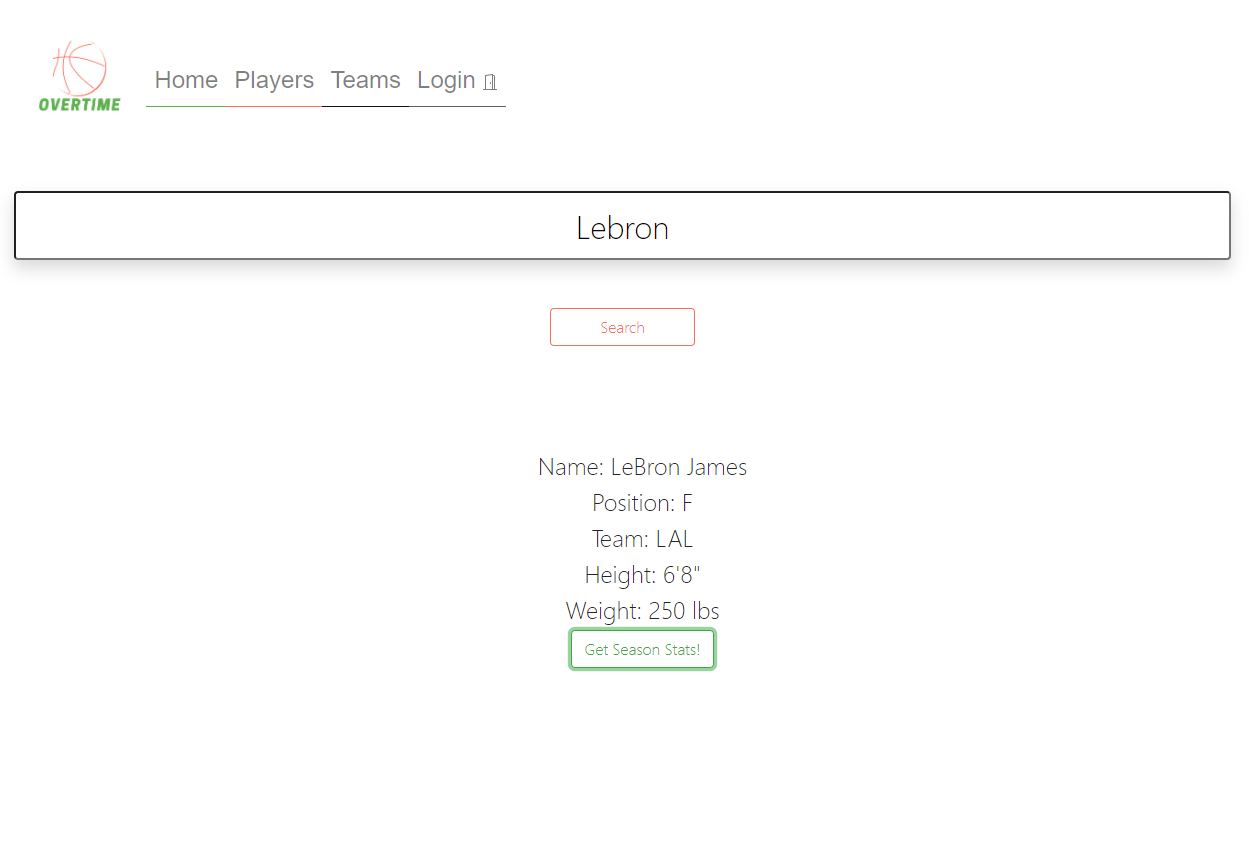 OVERTIME
Home Players Teams Login
Lebron
Search
Name: LeBron James
Position: F
Team: LAL
Height: 6'8"
Weight: 250 lbs
Get Season Stats!